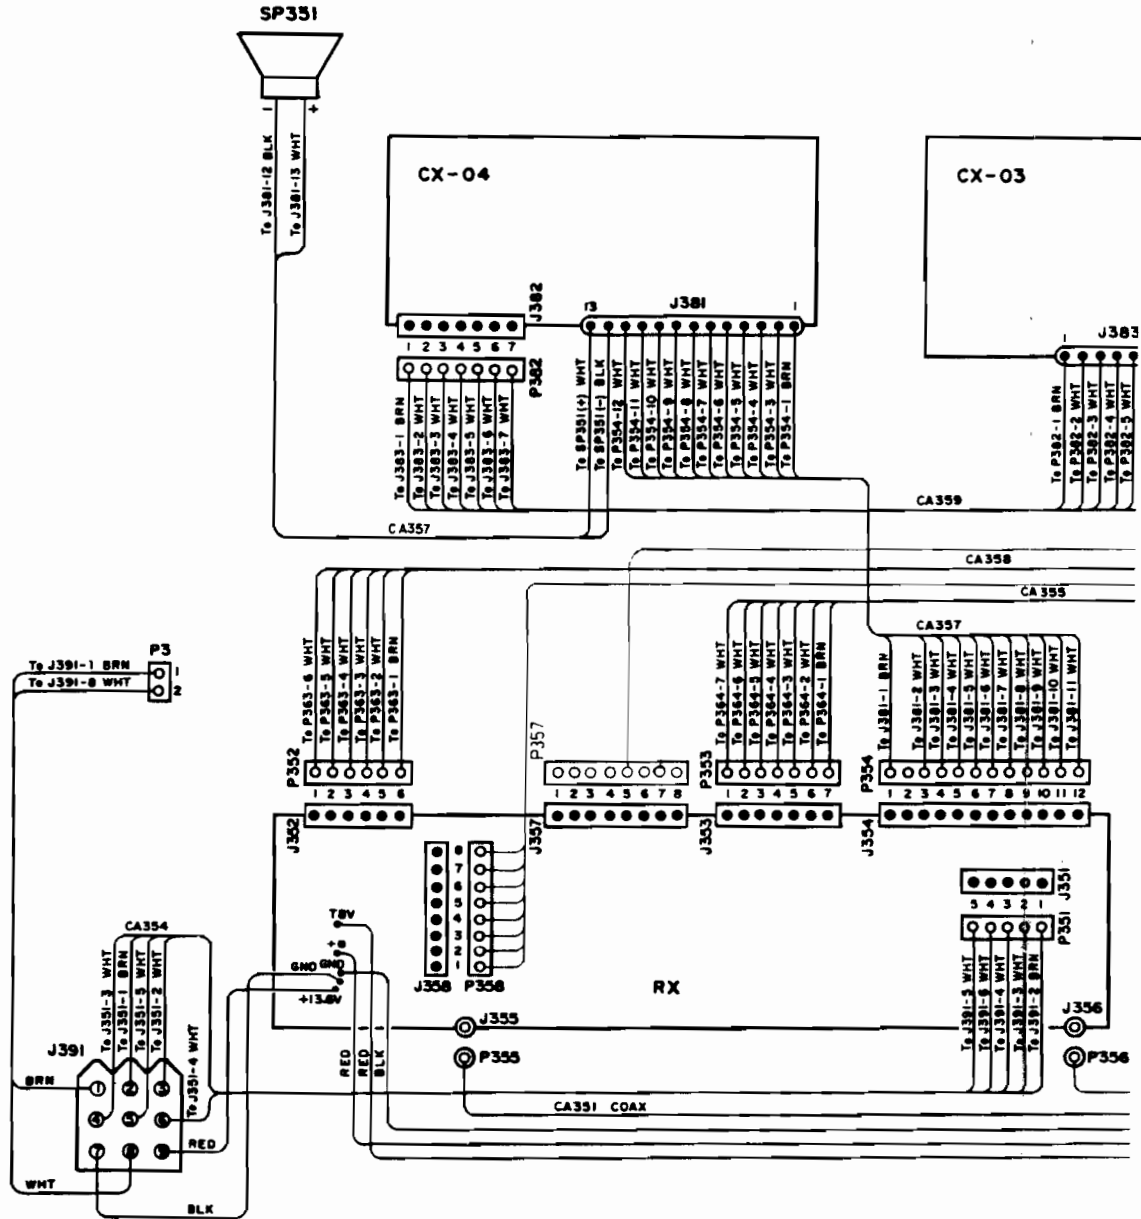 SP351
- +
To J381-12 BLK
To J381-13 WHT
CX-04
CX-03
J382
13 J381 1
1 J383
1 2 3 4 5 6 7
P382
To J383-1 BRN
To J383-2 WHT
To J383-3 WHT
To J383-4 WHT
To J383-5 WHT
To J383-6 WHT
To J383-7 WHT
To SP351(+) WHT
To SP351(-) BLK
To P354-12 WHT
To P354-11 WHT
To P354-10 WHT
To P354-9 WHT
To P354-8 WHT
To P354-7 WHT
To P354-6 WHT
To P354-5 WHT
To P354-4 WHT
To P354-3 WHT
To P354-1 BRN
To P382-1 BRN
To P382-2 WHT
To P382-3 WHT
To P382-4 WHT
To P382-5 WHT
CA359
CA357
CA358
CA355
CA357
P3
To J391-1 BRN 1
To J391-8 WHT 2
To P363-6 WHT
To P363-5 WHT
To P363-4 WHT
To P363-3 WHT
To P363-2 WHT
To P363-1 BRN
To P364-7 WHT
To P364-6 WHT
To P364-5 WHT
To P364-4 WHT
To P364-3 WHT
To P364-2 WHT
To P364-1 BRN
To J381-1 BRN
To J381-2 WHT
To J381-3 WHT
To J381-4 WHT
To J381-5 WHT
To J381-6 WHT
To J381-7 WHT
To J381-8 WHT
To J381-9 WHT
To J381-10 WHT
To J381-11 WHT
P352
P357
P353
P354
1 2 3 4 5 6
1 2 3 4 5 6 7 8
1 2 3 4 5 6 7
1 2 3 4 5 6 7 8 9 10 11 12
J352
J357
J353
J354
8
7
6
5
4
3
2
1
J358 P358
J351
5 4 3 2 1
P351
CA354
T8V
+B
GND GND
+13.8V
RX
To J351-3 WHT
To J351-1 BRN
To J351-5 WHT
To J351-2 WHT
To J351-4 WHT
To J391-5 WHT
To J391-6 WHT
To J391-4 WHT
To J391-3 WHT
To J391-2 BRN
J355
J356
P355
P356
J391
RED
RED
BLK
BRN
1 2 3
4 5 6
7 8 9
RED
CA351 COAX
WHT
BLK